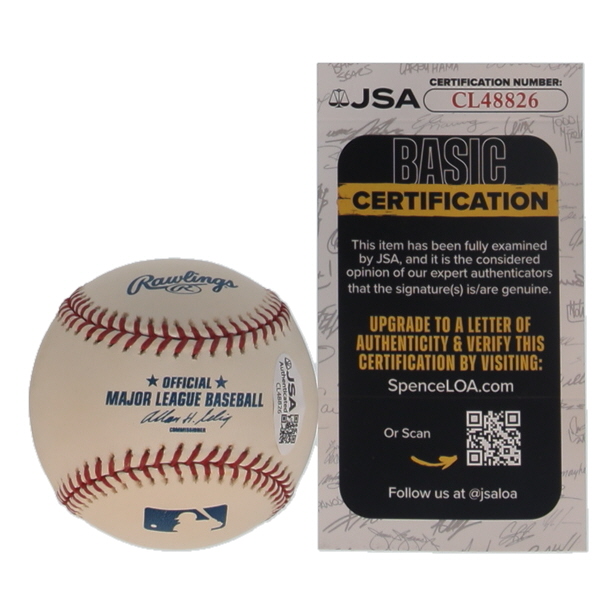 Rawlings
R
OFFICIAL
MAJOR LEAGUE BASEBALL
Allan H. Selig
COMMISSIONER
JSA
Authenticated
JSA
CERTIFICATION NUMBER:
CL48826
BASIC
CERTIFICATION
This item has been fully examined
by JSA, and it is the considered
opinion of our expert authenticators
that the signature(s) is/are genuine.
UPGRADE TO A LETTER OF
AUTHENTICITY & VERIFY THIS
CERTIFICATION BY VISITING:
SpenceLOA.com
Or Scan
Follow us at @jsaloa